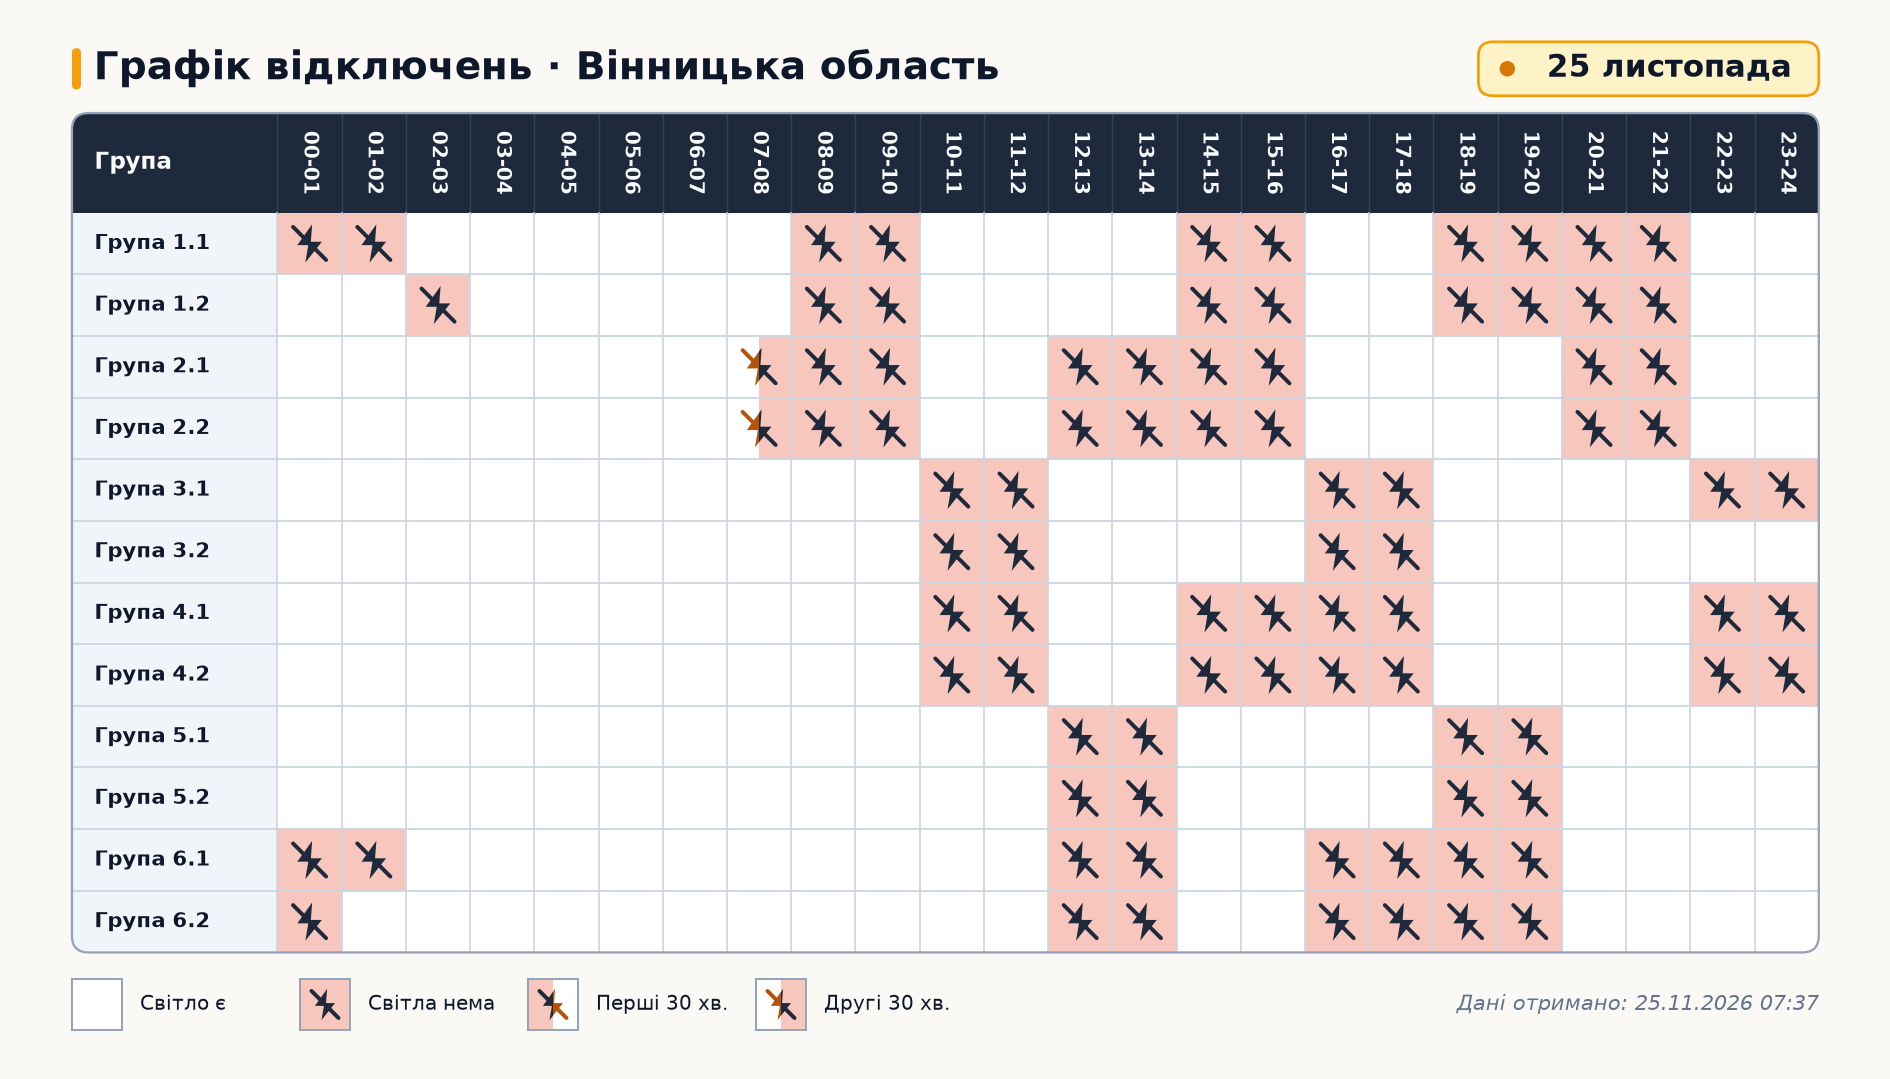 Графік відключень · Вінницька область
25 листопада
Група 00-01 01-02 02-03 03-04 04-05 05-06 06-07 07-08 08-09 09-10 10-11 11-12 12-13 13-14 14-15 15-16 16-17 17-18 18-19 19-20 20-21 21-22 22-23 23-24
Група 1.1
Група 1.2
Група 2.1
Група 2.2
Група 3.1
Група 3.2
Група 4.1
Група 4.2
Група 5.1
Група 5.2
Група 6.1
Група 6.2
Світло є Світла нема Перші 30 хв. Другі 30 хв. Дані отримано: 25.11.2026 07:37